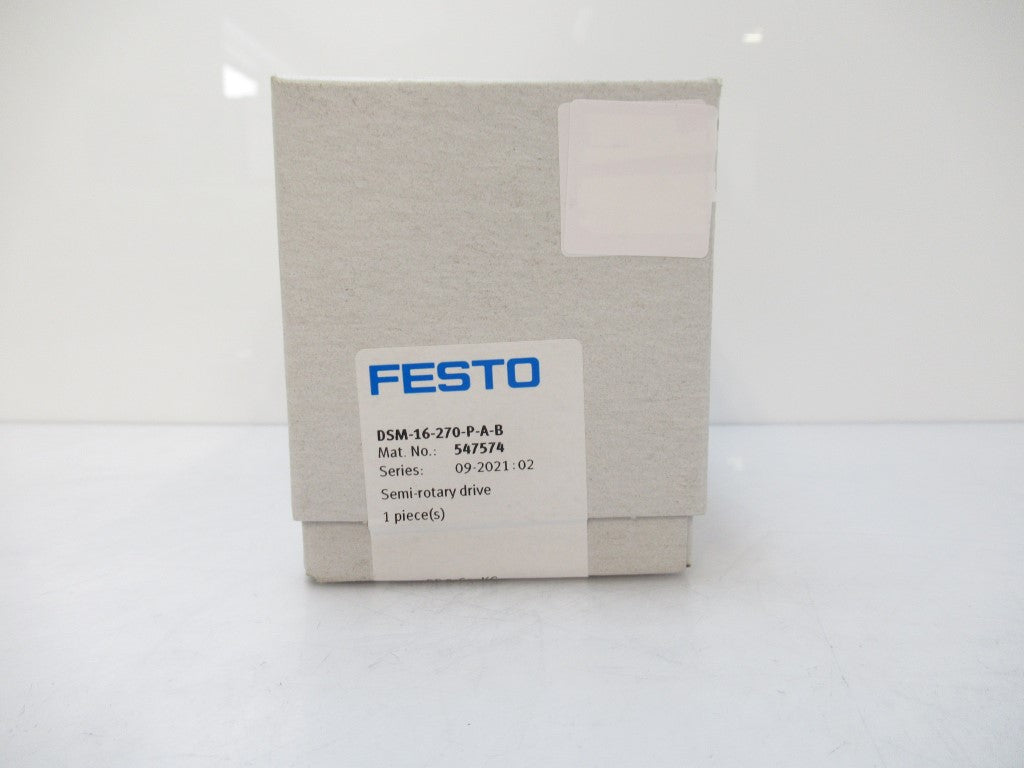 FESTO
DSM-16-270-P-A-B
Mat. No.: 547574
Series: 09-2021:02
Semi-rotary drive
1 piece(s)